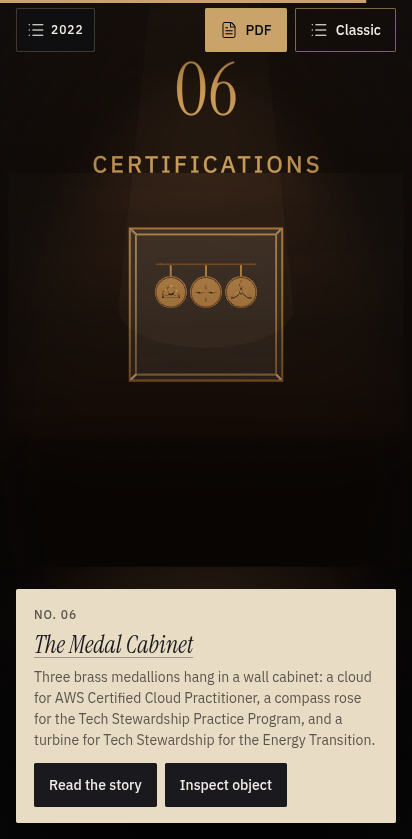 2022
PDF
Classic
06
CERTIFICATIONS
NO. 06
The Medal Cabinet
Three brass medallions hang in a wall cabinet: a cloud
for AWS Certified Cloud Practitioner, a compass rose
for the Tech Stewardship Practice Program, and a
turbine for Tech Stewardship for the Energy Transition.
Read the story
Inspect object